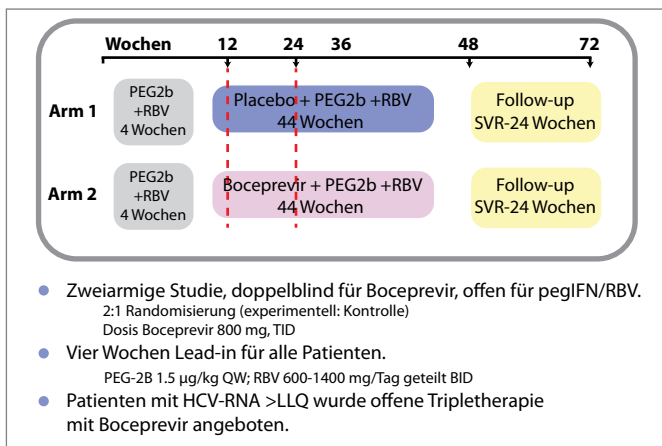 Wochen 12 24 36 48 72
Arm 1
PEG2b
+RBV
4 Wochen
Placebo + PEG2b +RBV
44 Wochen
Follow-up
SVR-24 Wochen
Arm 2
PEG2b
+RBV
4 Wochen
Boceprevir + PEG2b +RBV
44 Wochen
Follow-up
SVR-24 Wochen
• Zweiarmige Studie, doppelblind für Boceprevir, offen für pegIFN/RBV.
2:1 Randomisierung (experimentell: Kontrolle)
Dosis Boceprevir 800 mg, TID
• Vier Wochen Lead-in für alle Patienten.
PEG-2B 1.5 µg/kg QW; RBV 600-1400 mg/Tag geteilt BID
• Patienten mit HCV-RNA >LLQ wurde offene Tripletherapie
mit Boceprevir angeboten.